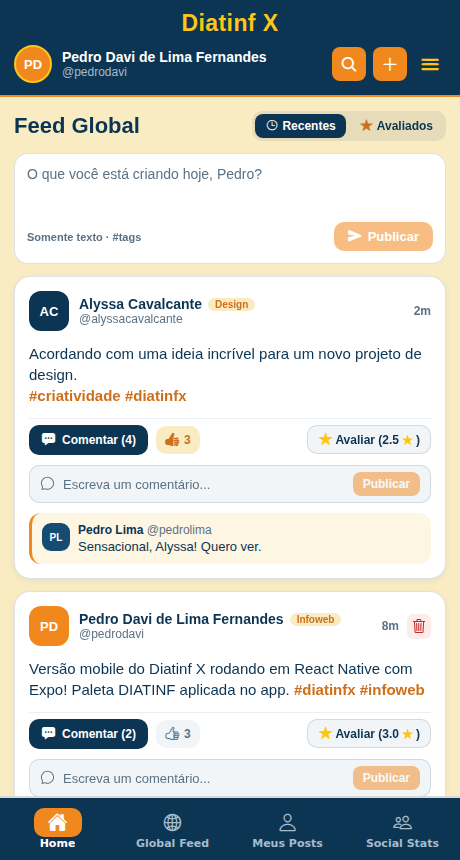 Diatinf X
PD
Pedro Davi de Lima Fernandes
@pedrodavi
Feed Global
Recentes
Avaliados
O que você está criando hoje, Pedro?
Somente texto · #tags
Publicar
AC
Alyssa Cavalcante
Design
@alyssacavalcante
2m
Acordando com uma ideia incrível para um novo projeto de
design.
#criatividade #diatinfx
Comentar (4)
3
Avaliar (2.5 ★)
Escreva um comentário...
Publicar
PL
Pedro Lima @pedrolima
Sensacional, Alyssa! Quero ver.
PD
Pedro Davi de Lima Fernandes
Infoweb
@pedrodavi
8m
Versão mobile do Diatinf X rodando em React Native com
Expo! Paleta DIATINF aplicada no app. #diatinfx #infoweb
Comentar (2)
3
Avaliar (3.0 ★)
Escreva um comentário...
Publicar
Home
Global Feed
Meus Posts
Social Stats